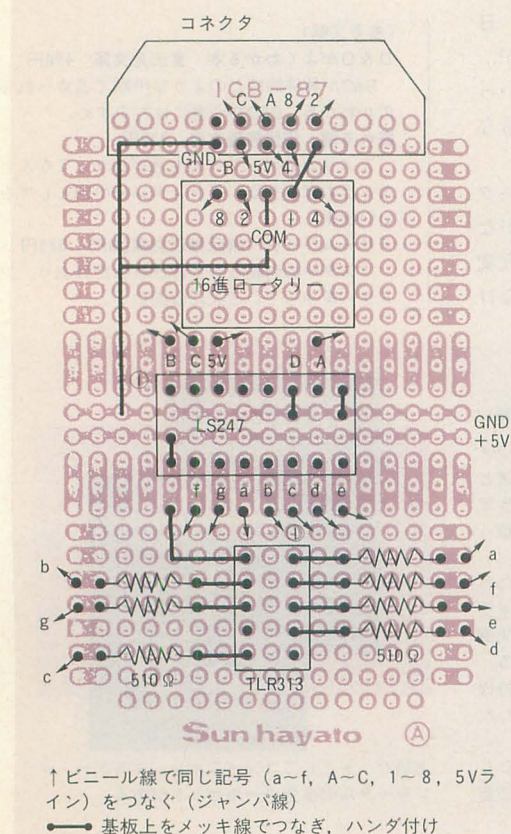 コネクタ
ICB-87
C A 8 2
GND B 5V 4 1
8 2 1 4
COM
16進ロータリー
B C 5V D A
①
LS247
GND
+5V
f g a b c d e
①
b a
g f
e
c d
510Ω 510Ω
TLR313
Sunhayato Ⓐ
↑ビニール線で同じ記号（a~f，A~C，1~8，5Vラ
イン）をつなぐ（ジャンパ線）
基板上をメッキ線でつなぎ，ハンダ付け